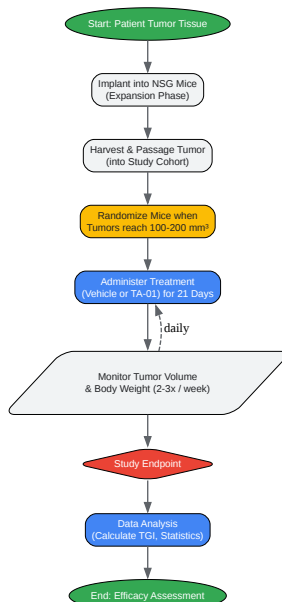 Start: Patient Tumor Tissue
Implant into NSG Mice
(Expansion Phase)
Harvest & Passage Tumor
(into Study Cohort)
Randomize Mice when
Tumors reach 100-200 mm³
Administer Treatment
(Vehicle or TA-01) for 21 Days
daily
Monitor Tumor Volume
& Body Weight (2-3x / week)
Study Endpoint
Data Analysis
(Calculate TGI, Statistics)
End: Efficacy Assessment